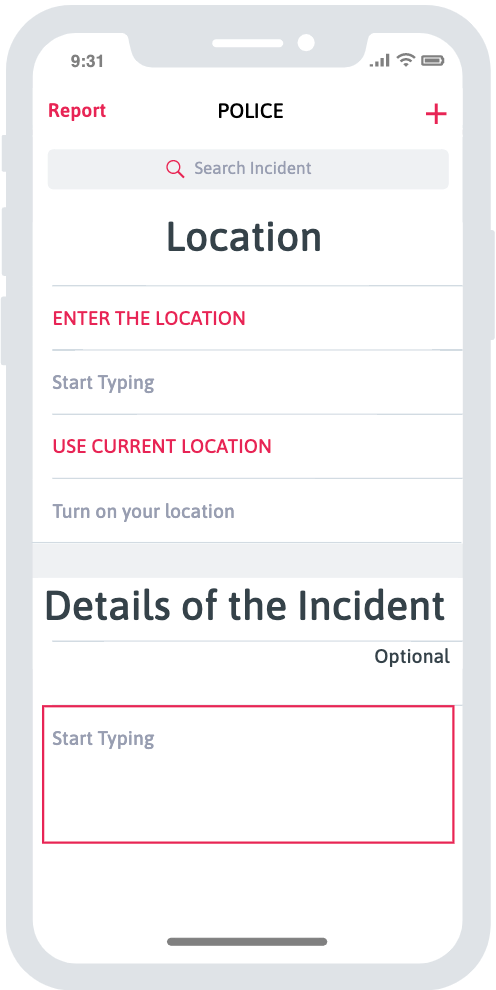 9:31
Report POLICE +
Search Incident
Location
ENTER THE LOCATION
Start Typing
USE CURRENT LOCATION
Turn on your location
Details of the Incident
Optional
Start Typing